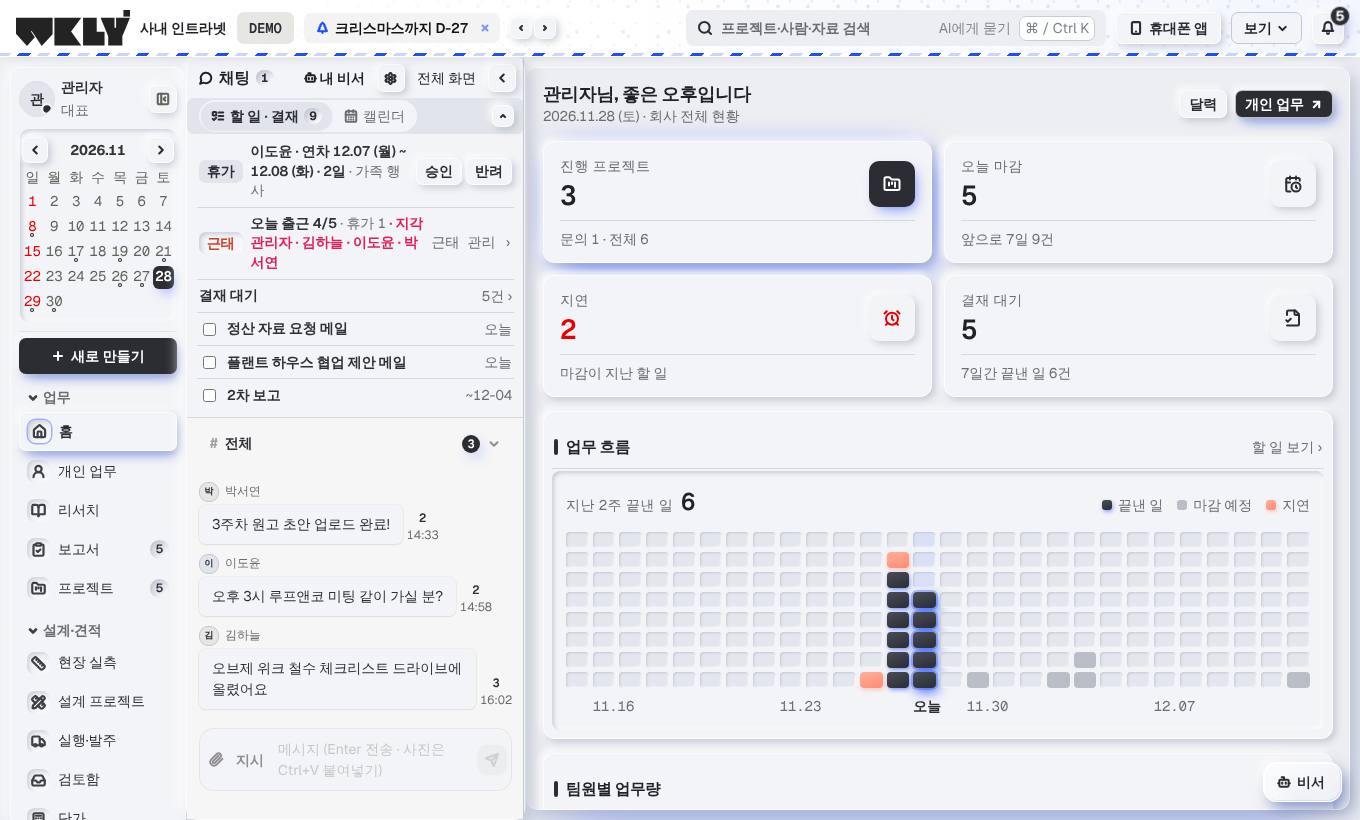 WKLY 사내 인트라넷 DEMO 크리스마스까지 D-27 × ‹ › 프로젝트·사람·자료 검색 AI에게 묻기 ⌘ / Ctrl K 휴대폰 앱 보기 5
관 관리자
대표
2026.11
일 월 화 수 목 금 토
1 2 3 4 5 6 7
8 9 10 11 12 13 14
15 16 17 18 19 20 21
22 23 24 25 26 27 28
29 30
+ 새로 만들기
업무
홈
개인 업무
리서치
보고서 5
프로젝트 5
설계·견적
현장 실측
설계 프로젝트
실행·발주
검토함
단가
채팅 1 내 비서 전체 화면
할 일 · 결재 9 캘린더
휴가 이도윤 · 연차 12.07 (월) ~
12.08 (화) · 2일 · 가족 행
사
승인 반려
근태 오늘 출근 4/5 · 휴가 1 · 지각
관리자 · 김하늘 · 이도윤 · 박
서연
근태 관리 ›
결재 대기 5건 ›
정산 자료 요청 메일 오늘
플랜트 하우스 협업 제안 메일 오늘
2차 보고 ~12-04
# 전체 3
박 박서연
3주차 원고 초안 업로드 완료! 2
14:33
이 이도윤
오후 3시 루프앤코 미팅 같이 가실 분? 2
14:58
김 김하늘
오브제 위크 철수 체크리스트 드라이브에
올렸어요
3
16:02
지시 메시지 (Enter 전송 · 사진은
Ctrl+V 붙여넣기)
관리자님, 좋은 오후입니다
2026.11.28 (토) · 회사 전체 현황
달력 개인 업무
진행 프로젝트
3
문의 1 · 전체 6
오늘 마감
5
앞으로 7일 9건
지연
2
마감이 지난 할 일
결재 대기
5
7일간 끝낸 일 6건
업무 흐름 할 일 보기 ›
지난 2주 끝낸 일 6 끝낸 일 마감 예정 지연
11.16 11.23 오늘 11.30 12.07
팀원별 업무량
비서